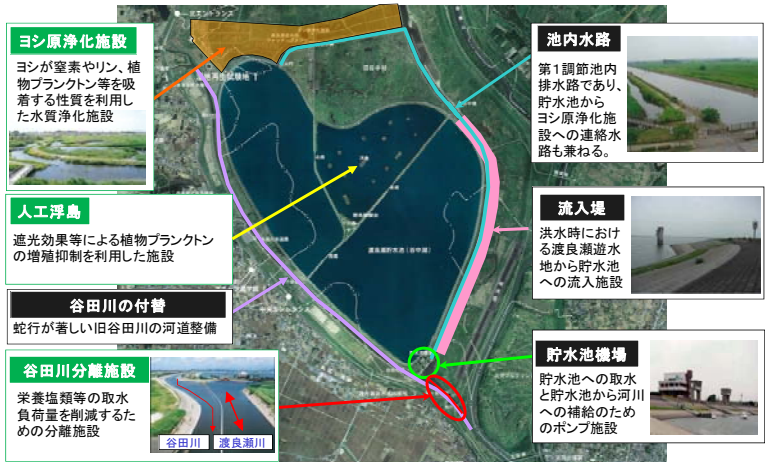 ヨシ原浄化施設
ヨシが窒素やリン、植
物プランクトン等を吸
着する性質を利用し
た水質浄化施設
人工浮島
遮光効果等による植物プランクトン
の増殖抑制を利用した施設
谷田川の付替
蛇行が著しい旧谷田川の河道整備
谷田川分離施設
栄養塩類等の取水
負荷量を削減するた
めの分離施設
谷田川
渡良瀬川
渡良瀬貯水池(谷中湖)
池内水路
第1調節池内
排水路であり、
貯水池から
ヨシ原浄化施
設への連絡水
路も兼ねる。
流入堤
洪水時における
渡良瀬遊水
地から貯水池
への流入施設
貯水池機場
貯水池への取水
と貯水池から河川
への補給のため
のポンプ施設